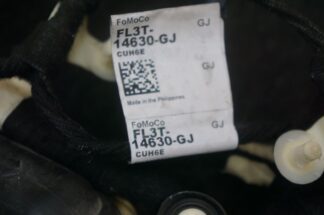 FoMoCo GJ
FL3T-
14630-GJ
CUH6E
GJ
Made in the Philippines
FoMoCo GJ
FL3T-
14630-GJ
CUH6E